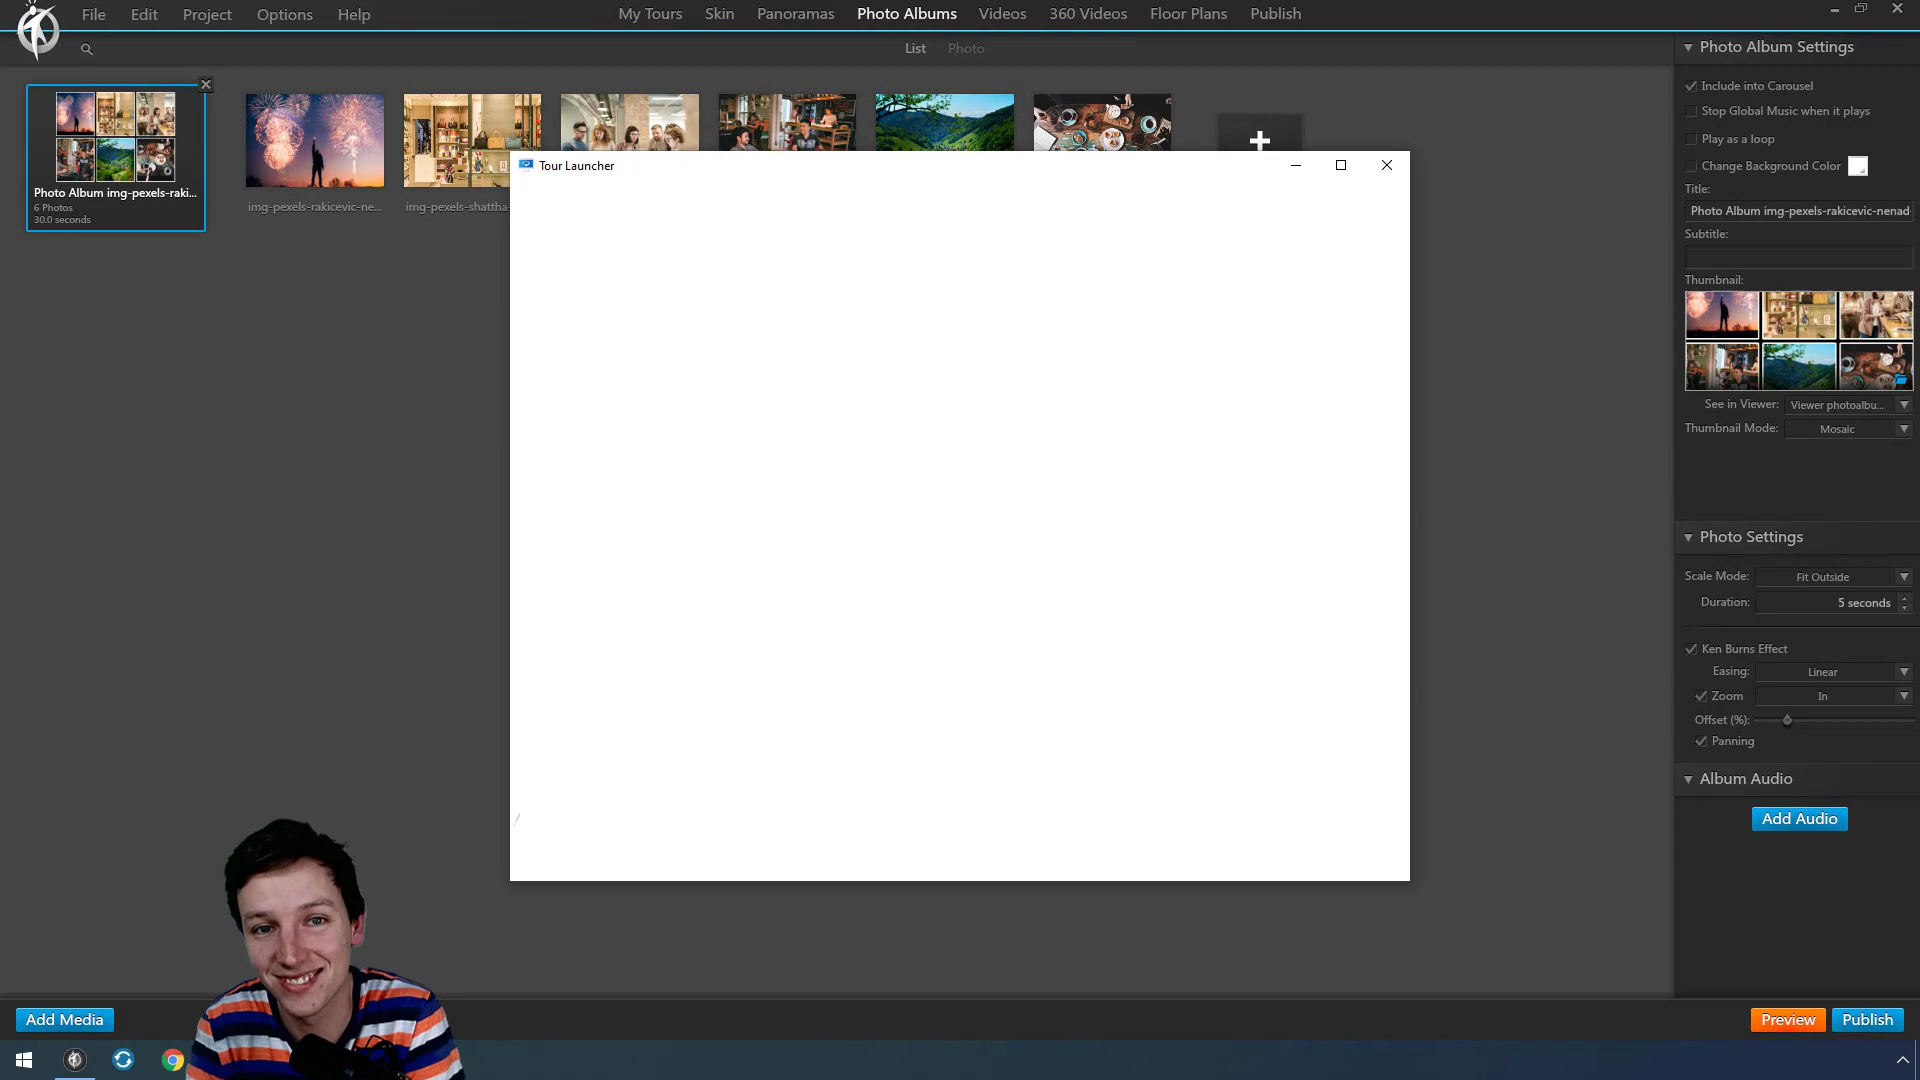 File Edit Project Options Help
My Tours Skin Panoramas Photo Albums Videos 360 Videos Floor Plans Publish
List Photo
Photo Album img-pexels-raki...
6 Photos
30.0 seconds
img-pexels-rakicevic-ne...
img-pexels-shattha-
Tour Launcher
Photo Album Settings
Include into Carousel
Stop Global Music when it plays
Play as a loop
Change Background Color
Title:
Photo Album img-pexels-rakicevic-nenad-
Subtitle:
Thumbnail:
See in Viewer: Viewer photoalbu...
Thumbnail Mode: Mosaic
Photo Settings
Scale Mode: Fit Outside
Duration: 5 seconds
Ken Burns Effect
Easing: Linear
Zoom In
Offset (%):
Panning
Album Audio
Add Audio
Add Media
Preview Publish